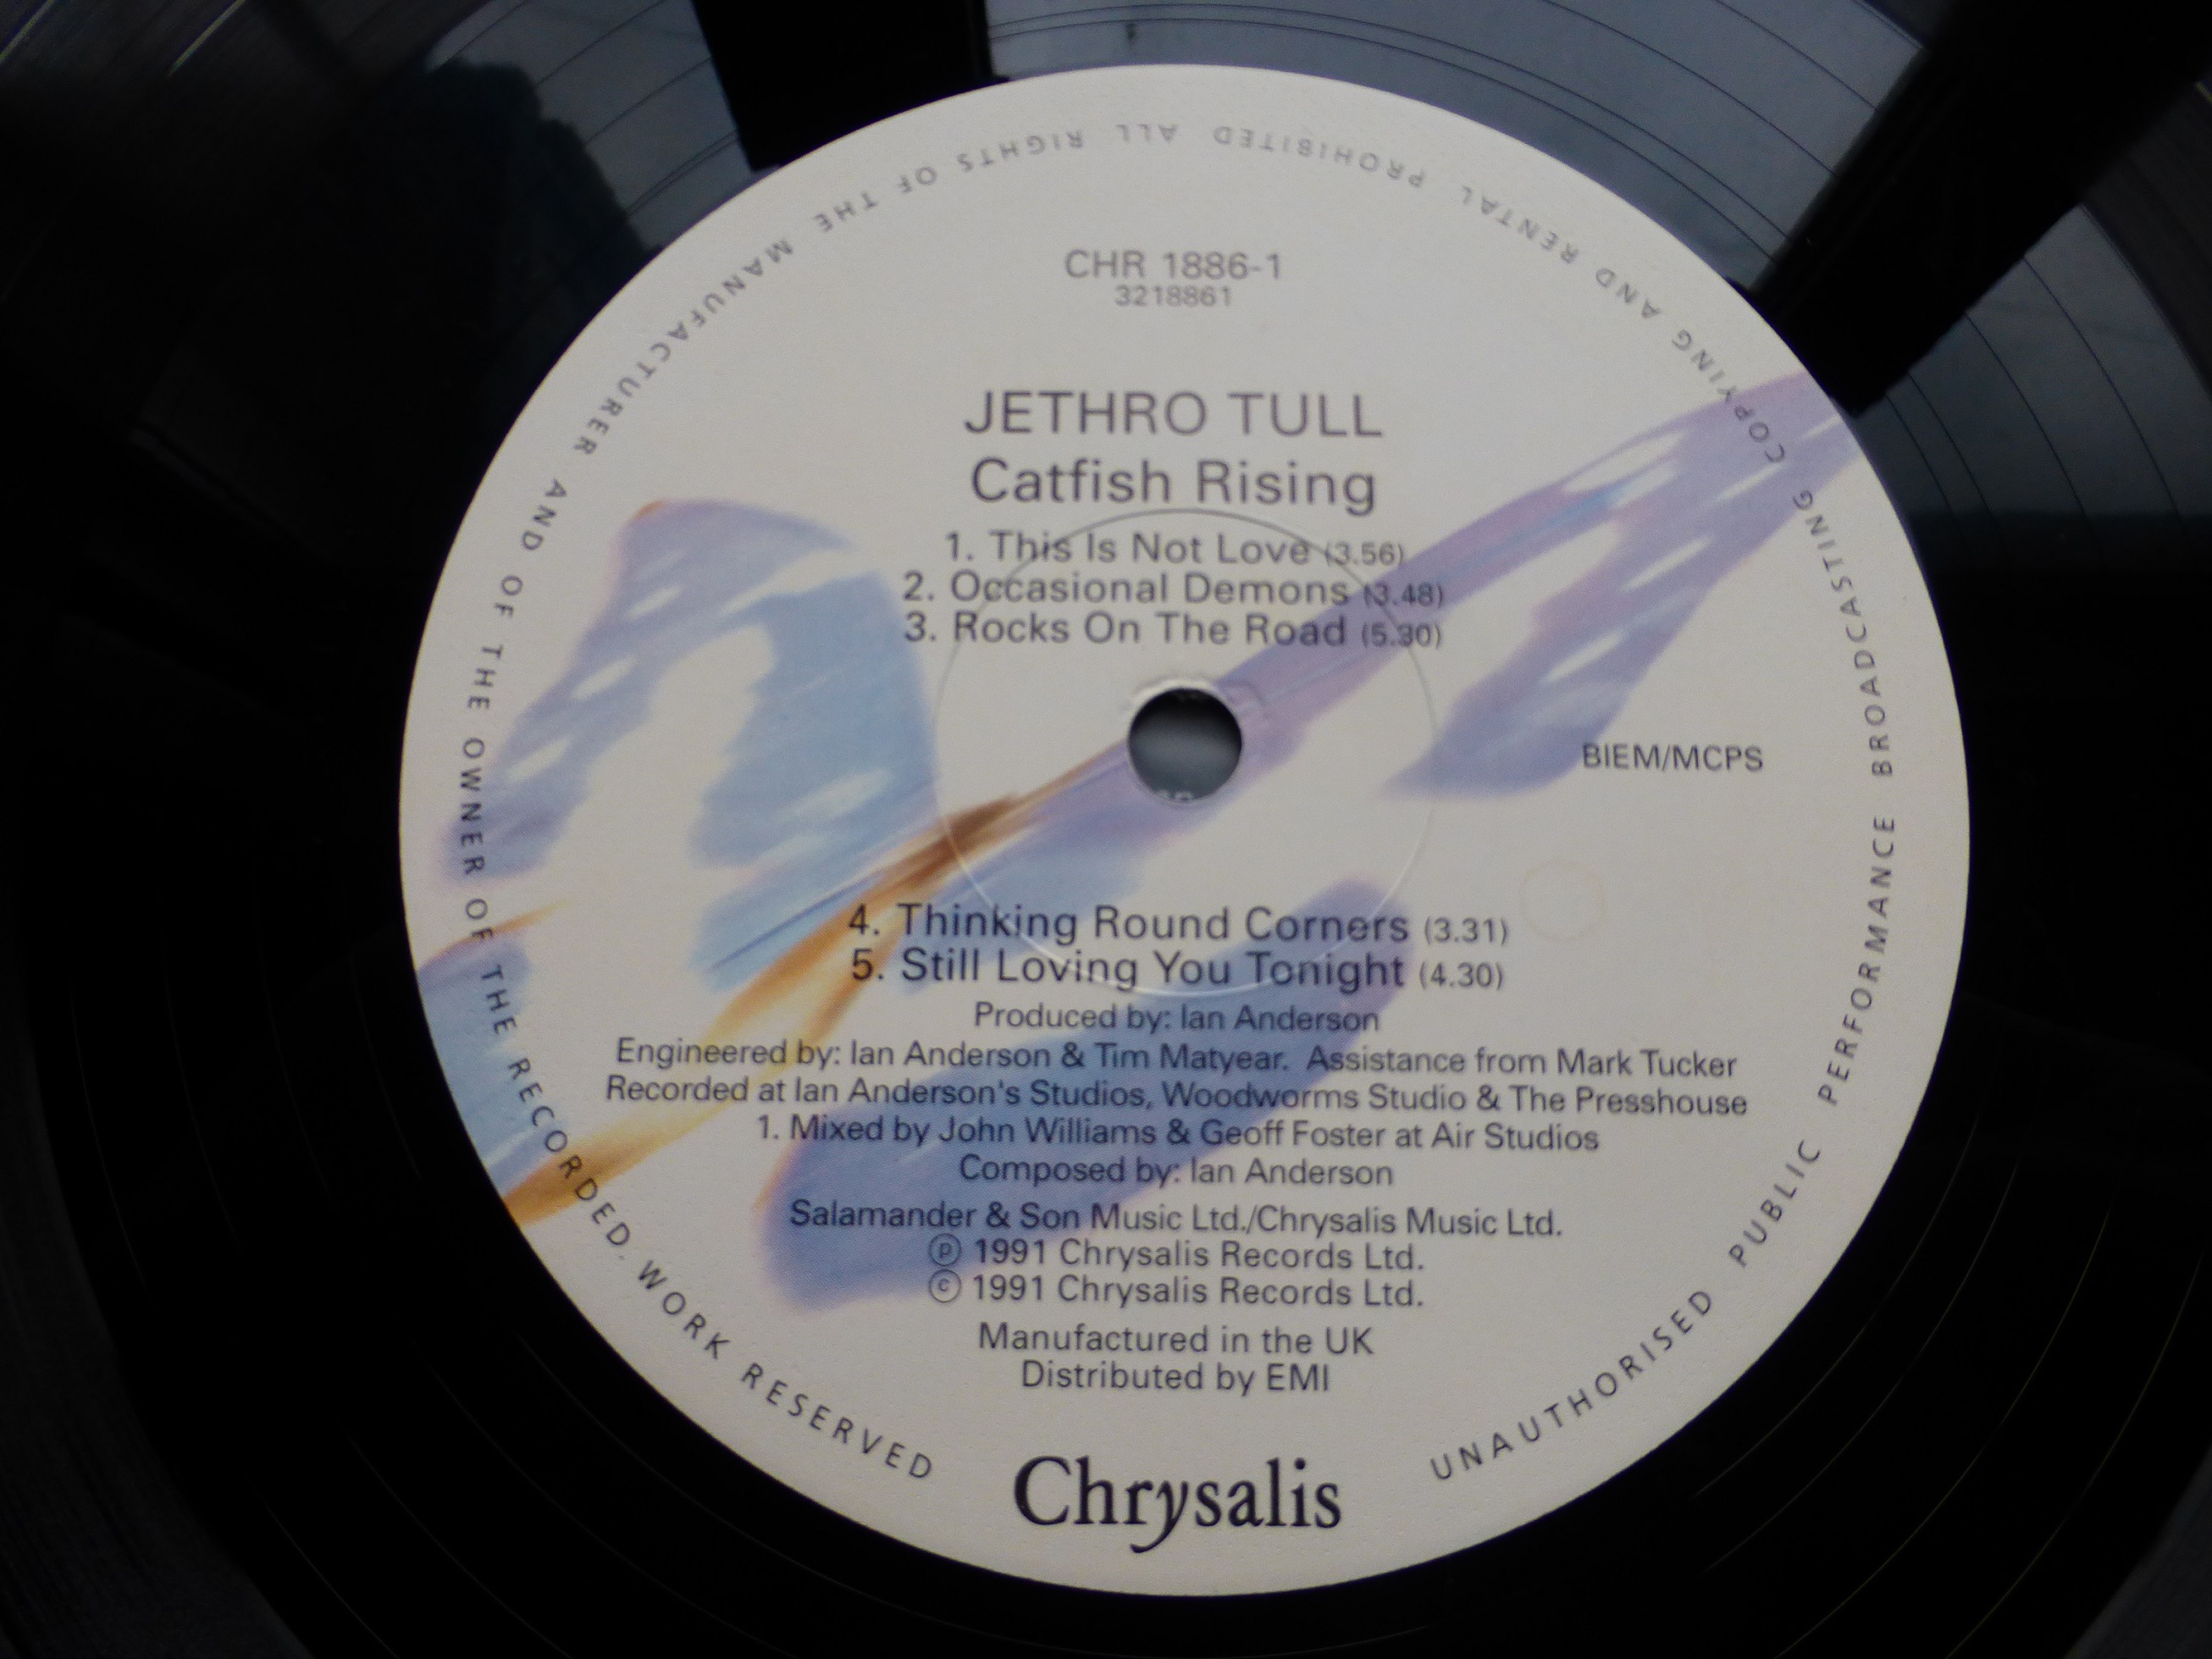 CHR 1886-1
3218861
JETHRO TULL
Catfish Rising
1. This Is Not Love (3.56)
2. Occasional Demons (3.48)
3. Rocks On The Road (5.30)
BIEM/MCPS
4. Thinking Round Corners (3.31)
5. Still Loving You Tonight (4.30)
Produced by: Ian Anderson
Engineered by: Ian Anderson & Tim Matyear. Assistance from Mark Tucker
Recorded at Ian Anderson's Studios, Woodworms Studio & The Presshouse
1. Mixed by John Williams & Geoff Foster at Air Studios
Composed by: Ian Anderson
Salamander & Son Music Ltd./Chrysalis Music Ltd.
℗ 1991 Chrysalis Records Ltd.
© 1991 Chrysalis Records Ltd.
Manufactured in the UK
Distributed by EMI
Chrysalis
UNAUTHORISED PUBLIC PERFORMANCE BROADCASTING COPYING AND RENTAL PROHIBITED ALL RIGHTS OF THE MANUFACTURER AND OF THE OWNER OF THE RECORDED. WORK RESERVED